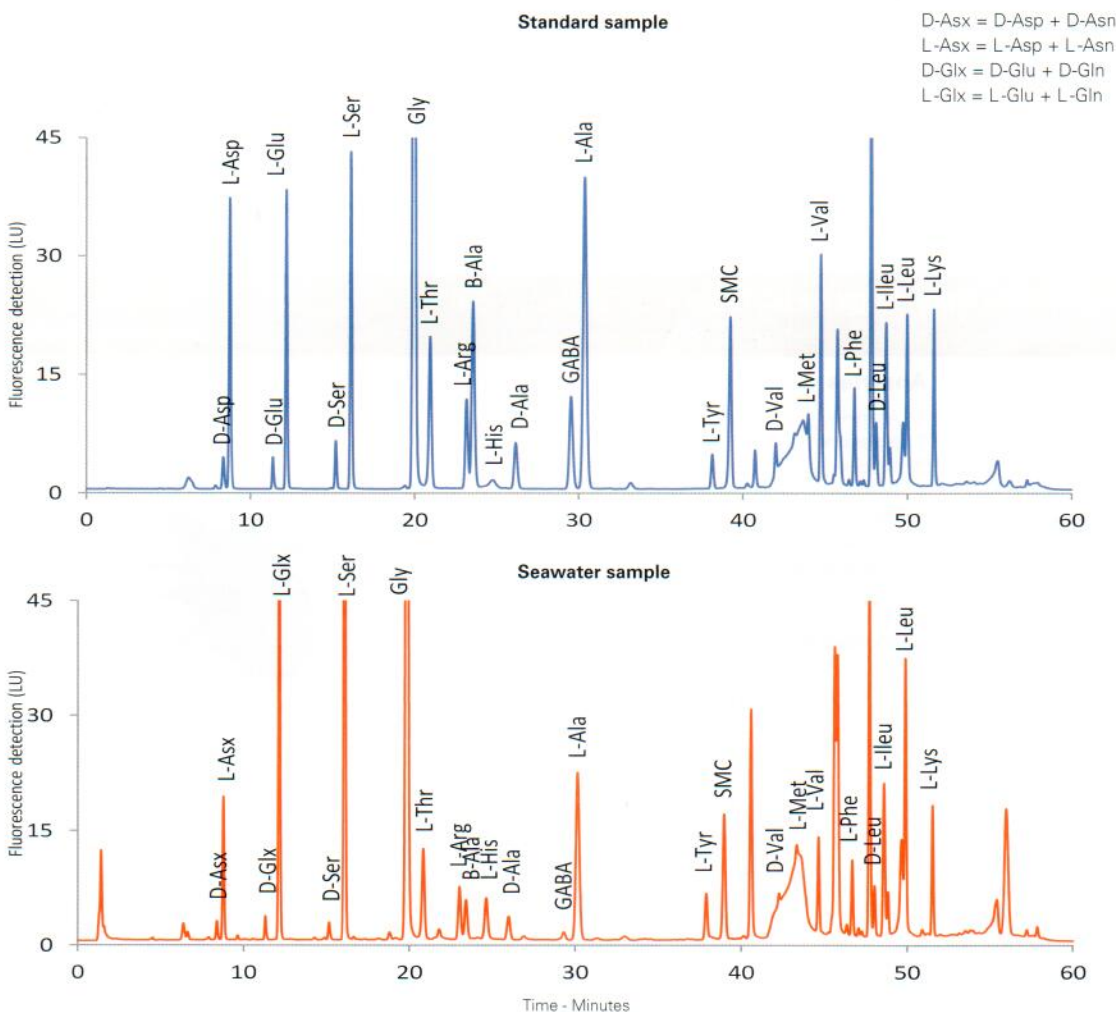 Standard sample
D-Asx = D-Asp + D-Asn
L-Asx = L-Asp + L-Asn
D-Glx = D-Glu + D-Gln
L-Glx = L-Glu + L-Gln
Fluorescence detection (LU)
45
30
15
0
D-Asp
L-Asp
D-Glu
L-Glu
D-Ser
L-Ser
Gly
L-Thr
L-Arg
B-Ala
L-His
D-Ala
GABA
L-Ala
L-Tyr
SMC
D-Val
L-Met
L-Val
L-Phe
D-Leu
L-Ileu
L-Leu
L-Lys
0 10 20 30 40 50 60
Seawater sample
Fluorescence detection (LU)
45
30
15
0
D-Asx
L-Asx
D-Glx
L-Glx
D-Ser
L-Ser
Gly
L-Thr
L-Arg
B-Ala
L-His
D-Ala
GABA
L-Ala
L-Tyr
SMC
D-Val
L-Met
L-Val
L-Phe
D-Leu
L-Ileu
L-Leu
L-Lys
0 10 20 30 40 50 60
Time - Minutes